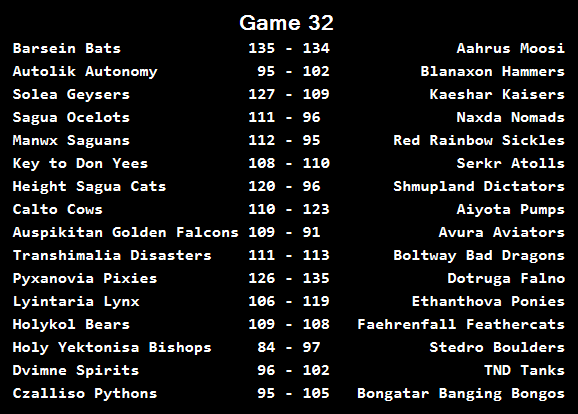 Game 32
Barsein Bats 135 - 134 Aahrus Moosi
Autolik Autonomy 95 - 102 Blanaxon Hammers
Solea Geysers 127 - 109 Kaeshar Kaisers
Sagua Ocelots 111 - 96 Naxda Nomads
Manwx Saguans 112 - 95 Red Rainbow Sickles
Key to Don Yees 108 - 110 Serkr Atolls
Height Sagua Cats 120 - 96 Shmupland Dictators
Calto Cows 110 - 123 Aiyota Pumps
Auspikitan Golden Falcons 109 - 91 Avura Aviators
Transhimalia Disasters 111 - 113 Boltway Bad Dragons
Pyxanovia Pixies 126 - 135 Dotruga Falno
Lyintaria Lynx 106 - 119 Ethanthova Ponies
Holykol Bears 109 - 108 Faehrenfall Feathercats
Holy Yektonisa Bishops 84 - 97 Stedro Boulders
Dvimne Spirits 96 - 102 TND Tanks
Czalliso Pythons 95 - 105 Bongatar Banging Bongos